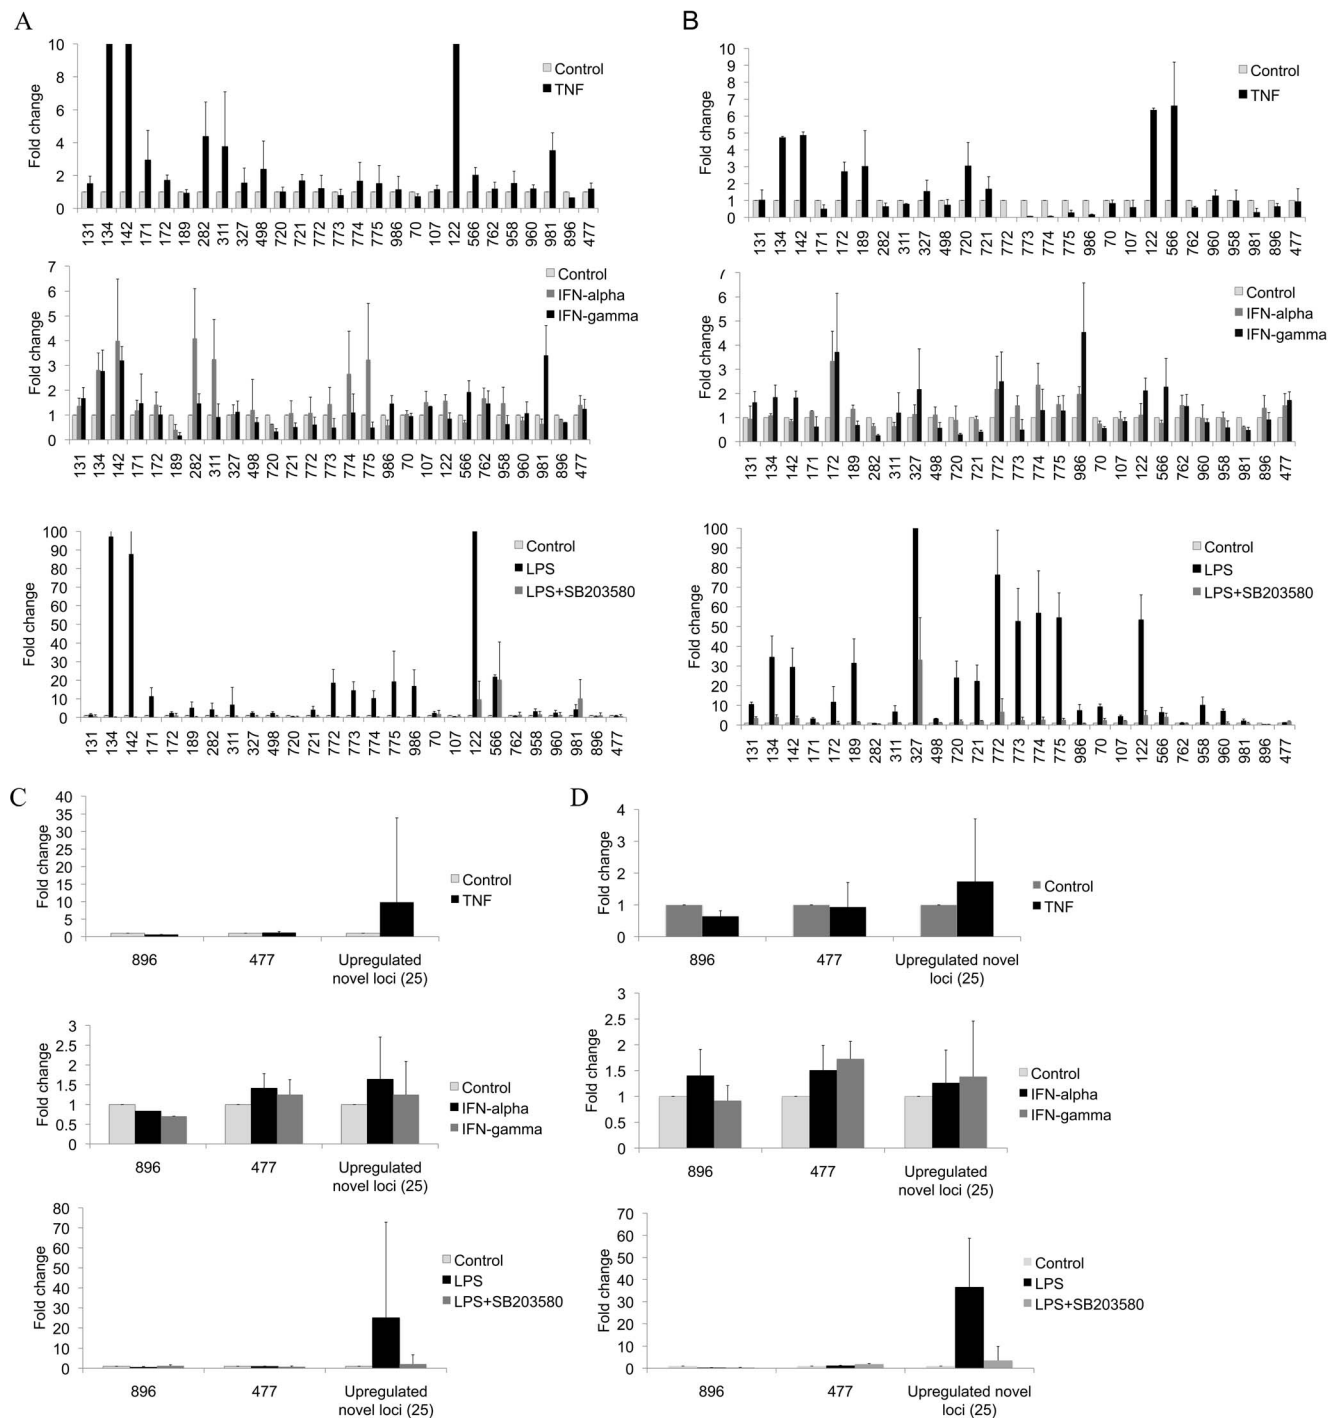 A
10
8
6
4
2
0
Fold change
Control
TNF
131 134 142 171 172 189 282 311 327 498 720 721 772 773 774 775 986 70 107 122 566 762 958 960 981 896 477
7
6
5
4
3
2
1
0
Fold change
Control
IFN-alpha
IFN-gamma
131 134 142 171 172 189 282 311 327 498 720 721 772 773 774 775 986 70 107 122 566 762 958 960 981 896 477
100
90
80
70
60
50
40
30
20
10
0
Fold change
Control
LPS
LPS+SB203580
131 134 142 171 172 189 282 311 327 498 720 721 772 773 774 775 986 70 107 122 566 762 958 960 981 896 477
B
10
9
8
7
6
5
4
3
2
1
0
Fold change
Control
TNF
131 134 142 171 172 189 282 311 327 498 720 721 772 773 774 775 986 70 107 122 566 762 960 958 981 896 477
7
6
5
4
3
2
1
0
Fold change
Control
IFN-alpha
IFN-gamma
131 134 142 171 172 189 282 311 327 498 720 721 772 773 774 775 986 70 107 122 566 762 960 958 981 896 477
100
90
80
70
60
50
40
30
20
10
0
Fold change
Control
LPS
LPS+SB203580
131 134 142 171 172 189 282 311 327 498 720 721 772 773 774 775 986 70 107 122 566 762 958 960 981 896 477
C
40
35
30
25
20
15
10
5
0
Fold change
Control
TNF
896 477 Upregulated
novel loci (25)
3
2.5
2
1.5
1
0.5
0
Fold change
Control
IFN-alpha
IFN-gamma
896 477 Upregulated
novel loci (25)
80
70
60
50
40
30
20
10
0
Fold change
Control
LPS
LPS+SB203580
896 477 Upregulated
novel loci (25)
D
4
3
2
1
0
Fold change
Control
TNF
896 477 Upregulated novel
loci (25)
3
2.5
2
1.5
1
0.5
0
Fold change
Control
IFN-alpha
IFN-gamma
896 477 Upregulated
novel loci (25)
70
60
50
40
30
20
10
0
Fold change
Control
LPS
LPS+SB203580
896 477 Upregulated novel
loci (25)